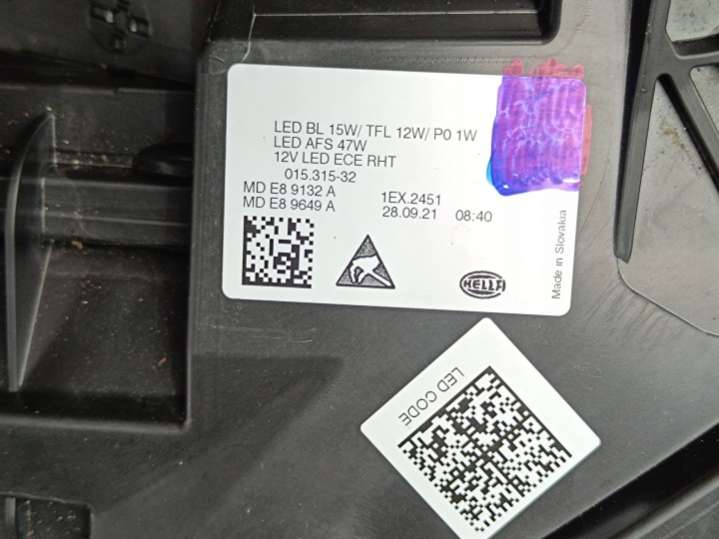 LED BL 15W/ TFL 12W/ P0 1W
LED AFS 47W
12V LED ECE RHT
015.315-32
MD E8 9132 A 1EX.2451
MD E8 9649 A 28.09.21 08:40
HELLA
Made in Slovakia
LED CODE